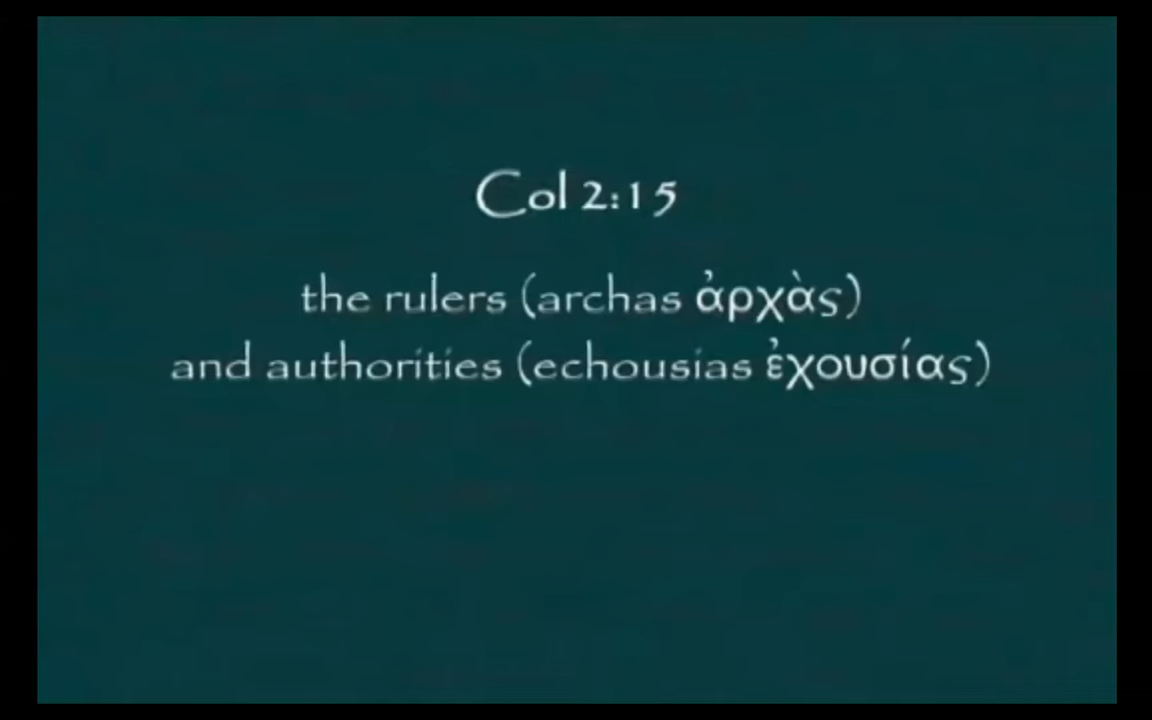 Col 2:15
the rulers (archas ἀρχὰς)
and authorities (echousias ἐχουσίας)